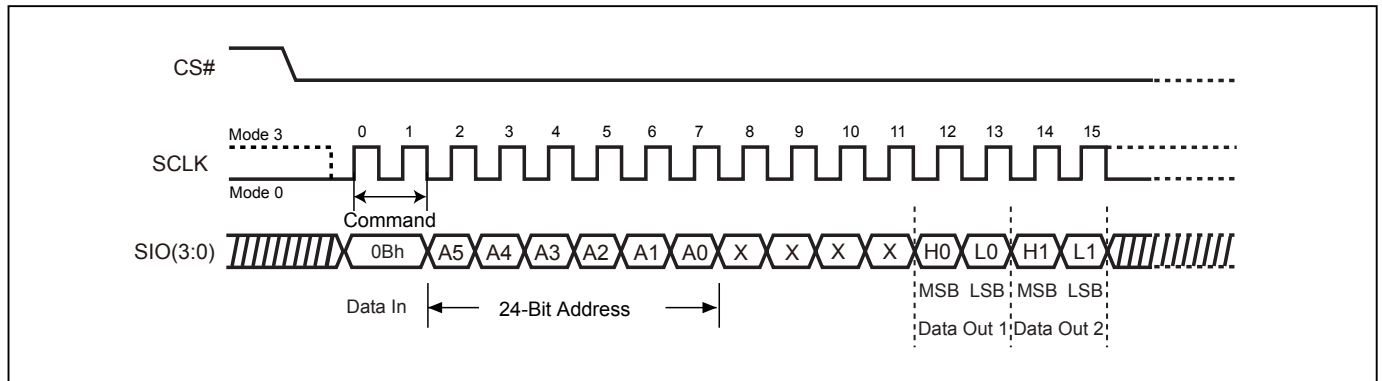 CS#
Mode 3
0 1 2 3 4 5 6 7 8 9 10 11 12 13 14 15
SCLK
Mode 0
Command
SIO(3:0) 0Bh A5 A4 A3 A2 A1 A0 X X X X H0 L0 H1 L1
MSB LSB MSB LSB
Data In 24-Bit Address
Data Out 1 Data Out 2